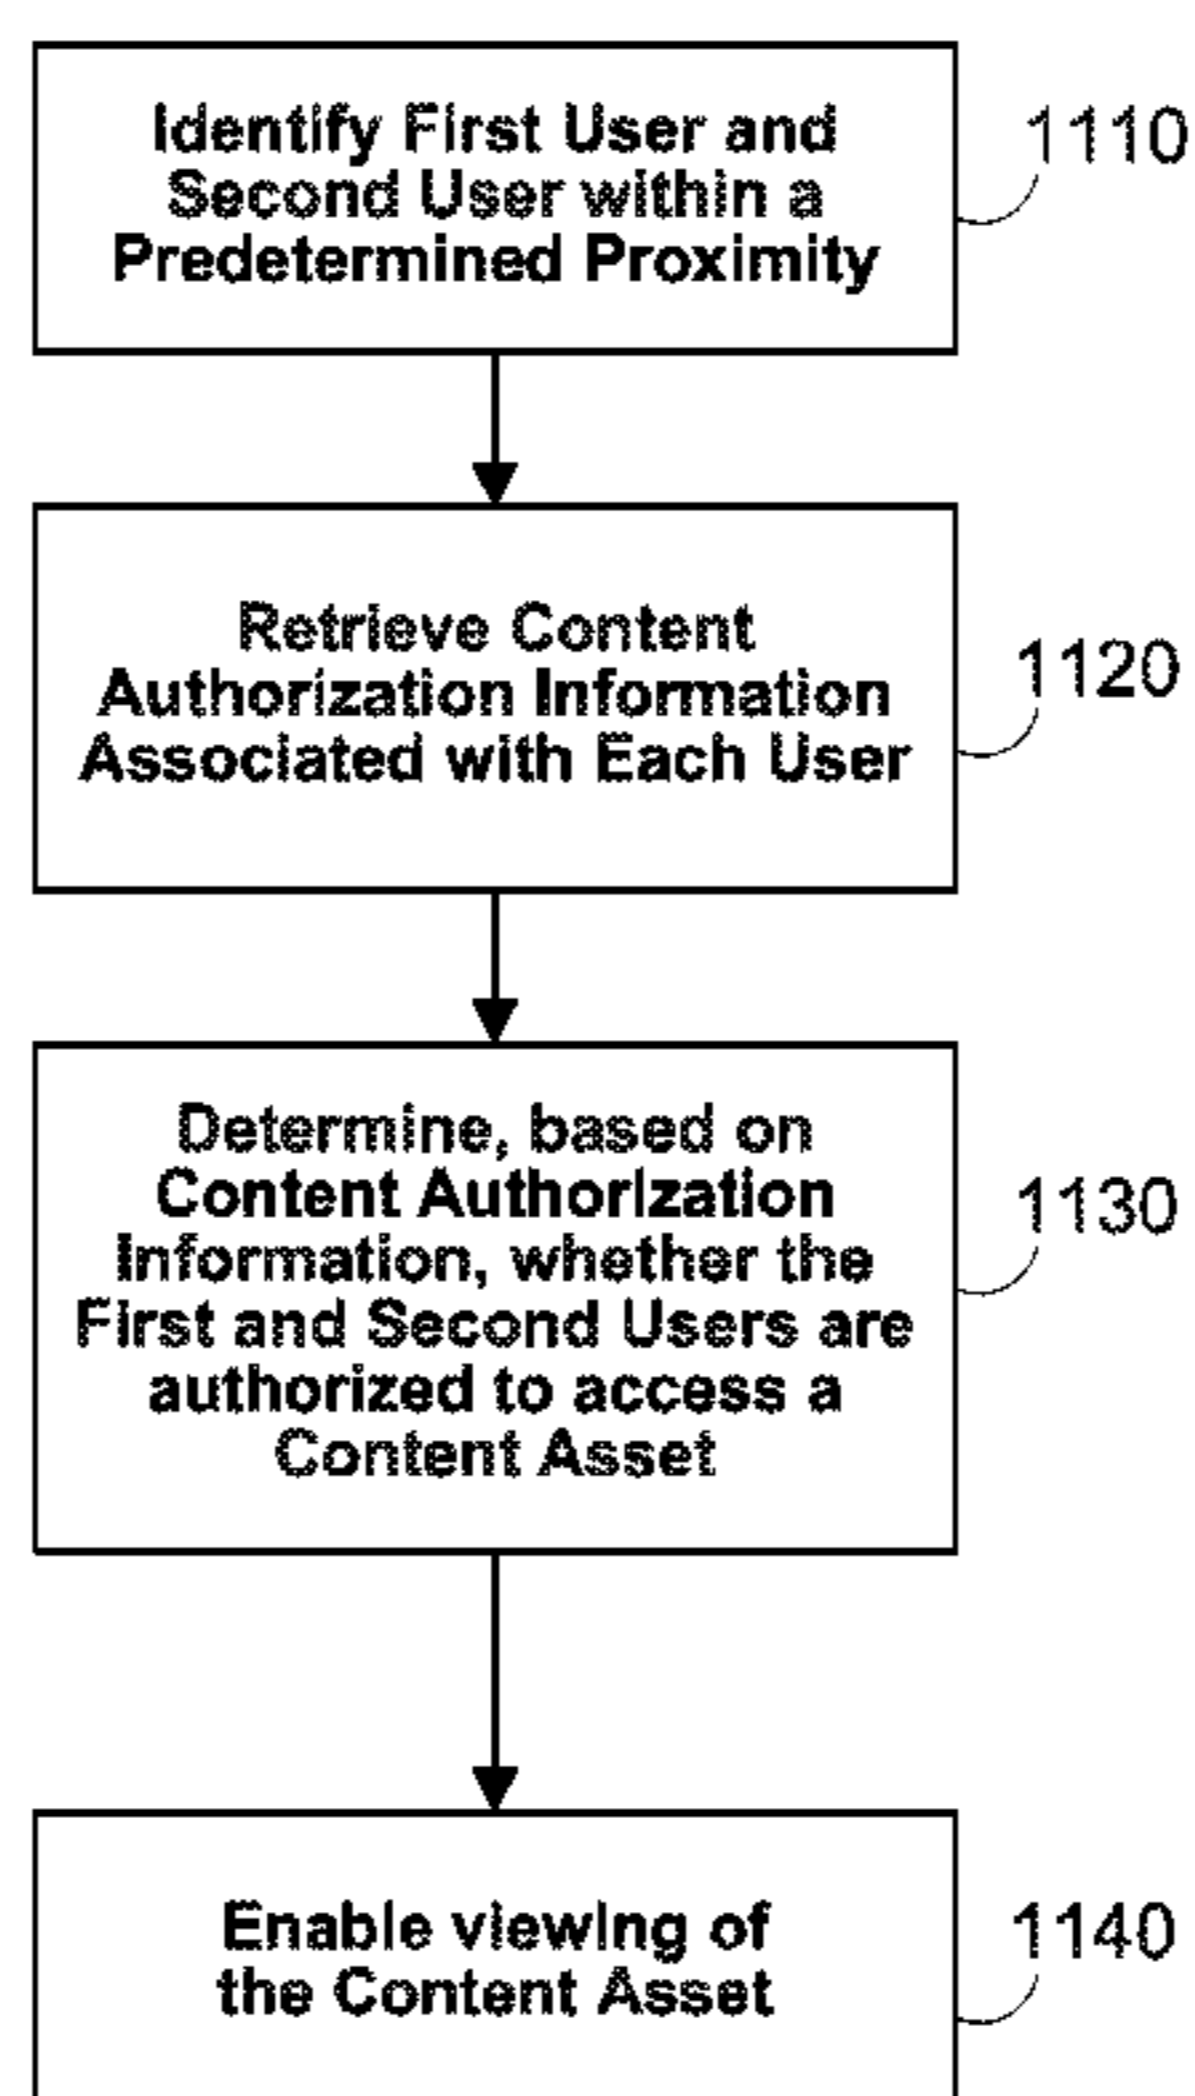 Identify First User and
Second User within a
Predetermined Proximity
1110
Retrieve Content
Authorization Information
Associated with Each User
1120
Determine, based on
Content Authorization
Information, whether the
First and Second Users are
authorized to access a
Content Asset
1130
Enable viewing of
the Content Asset
1140